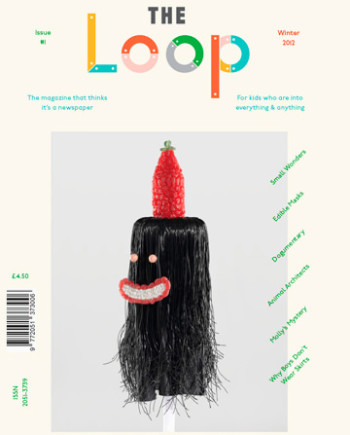 THE
Loop
Issue
#1
Winter
2012
The magazine that thinks
it's a newspaper
For kids who are into
everything & anything
Small Wonders
Edible Masks
Dogumentary
Animal Architects
Molly's Mystery
Why Boys Don't
Wear Skirts
£4.50
ISSN
2051-3739